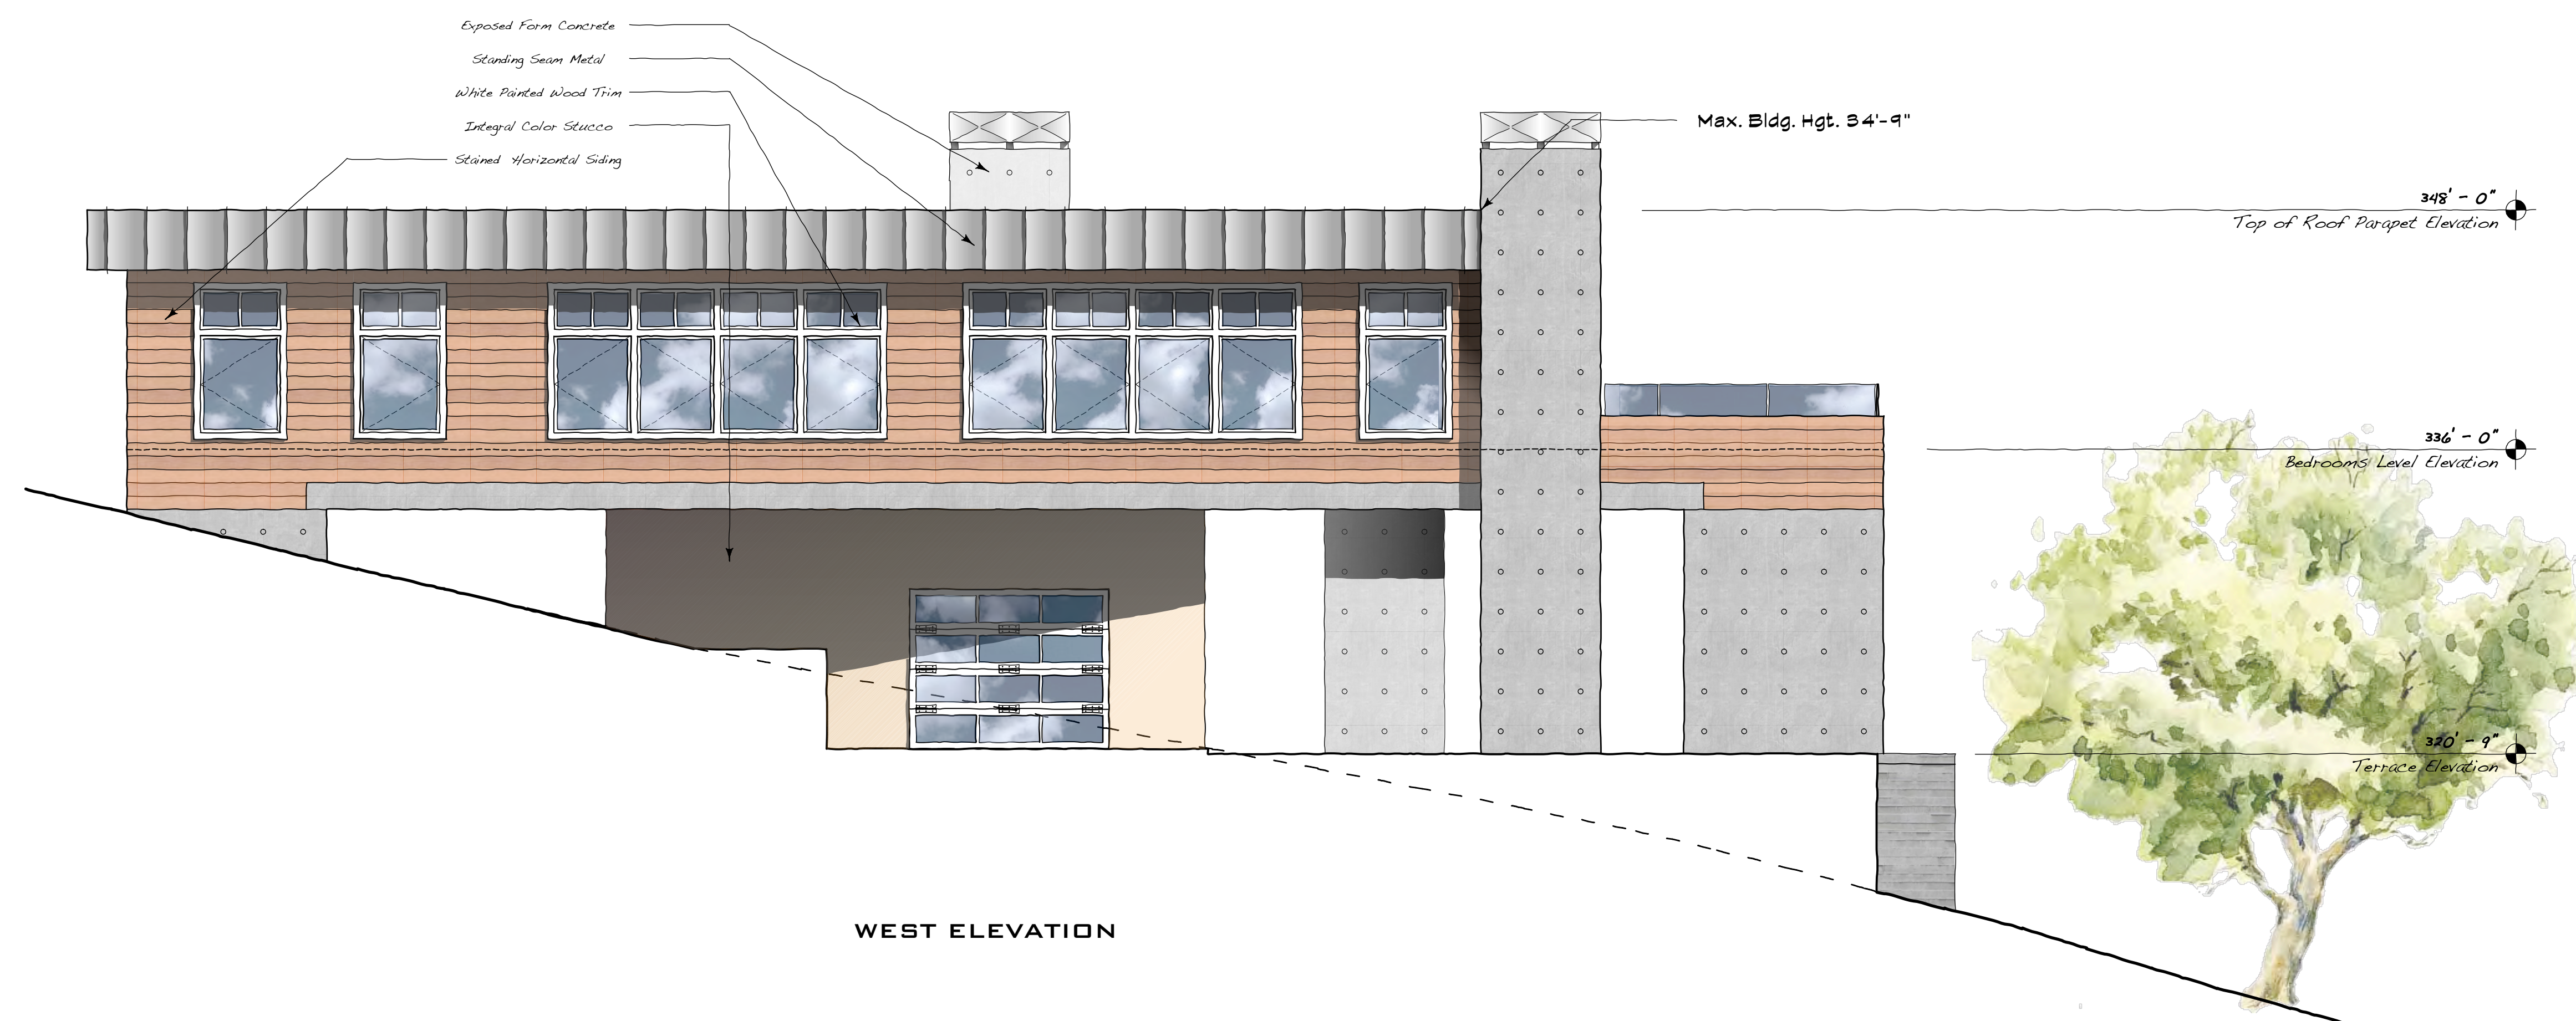 Exposed Form Concrete
Standing Seam Metal
White Painted Wood Trim
Integral Color Stucco
Stained Horizontal Siding
Max. Bldg. Hgt. 34'-9"
348' - 0"
Top of Roof Parapet Elevation
336' - 0"
Bedrooms Level Elevation
320' - 9"
Terrace Elevation
WEST ELEVATION